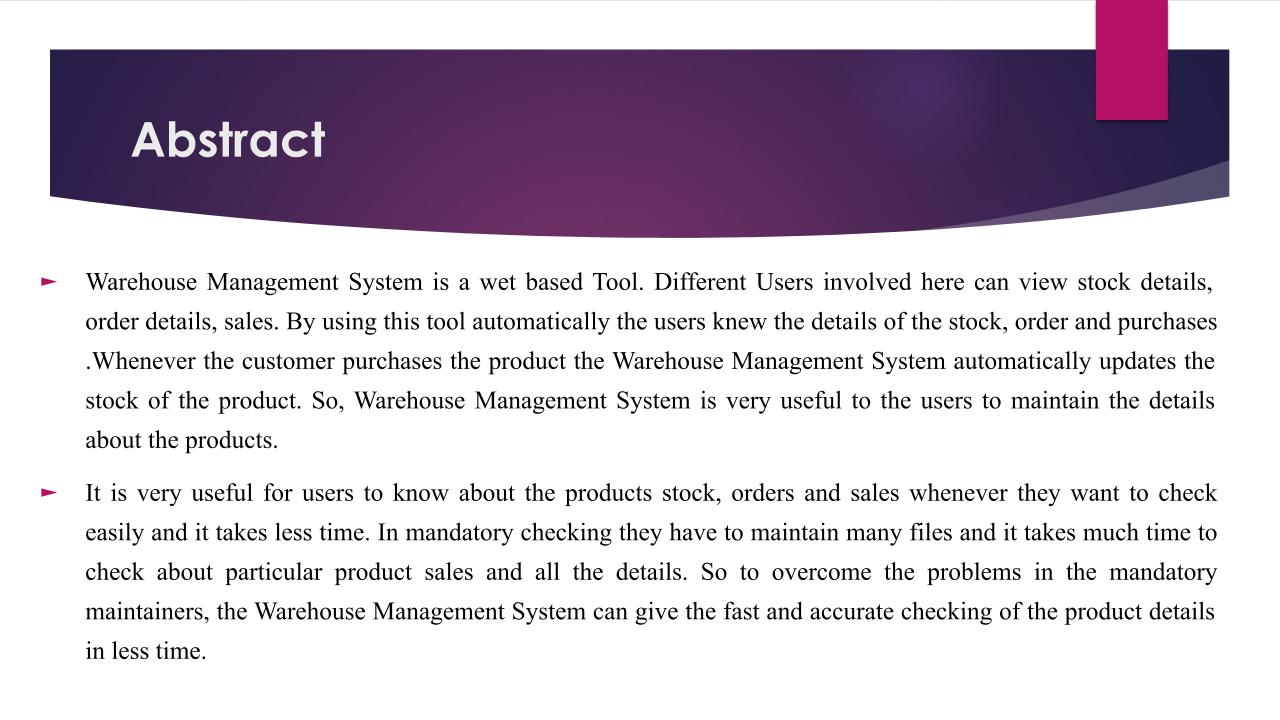 Abstract
► Warehouse Management System is a wet based Tool. Different Users involved here can view stock details,
order details, sales. By using this tool automatically the users knew the details of the stock, order and purchases
.Whenever the customer purchases the product the Warehouse Management System automatically updates the
stock of the product. So, Warehouse Management System is very useful to the users to maintain the details
about the products.
► It is very useful for users to know about the products stock, orders and sales whenever they want to check
easily and it takes less time. In mandatory checking they have to maintain many files and it takes much time to
check about particular product sales and all the details. So to overcome the problems in the mandatory
maintainers, the Warehouse Management System can give the fast and accurate checking of the product details
in less time.